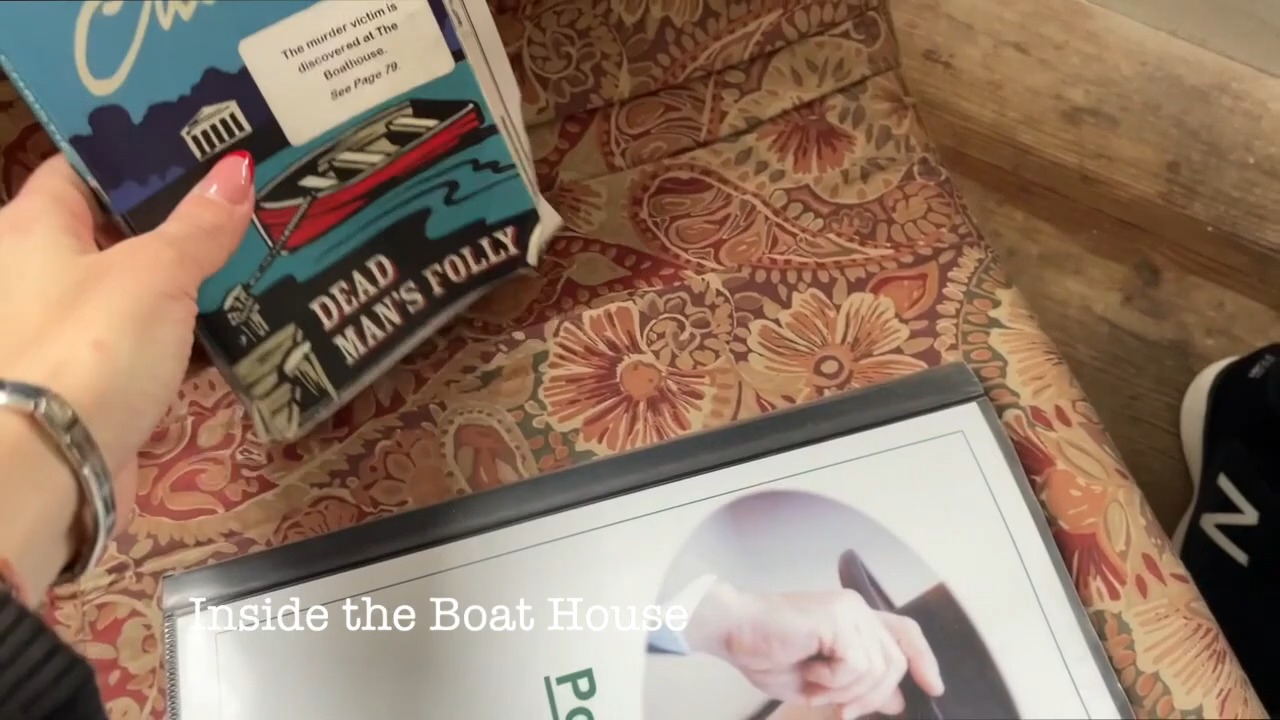 The murder victim is
discovered at The
Boathouse.
See Page 79.
DEAD
MAN'S FOLLY
Inside the Boat House
N